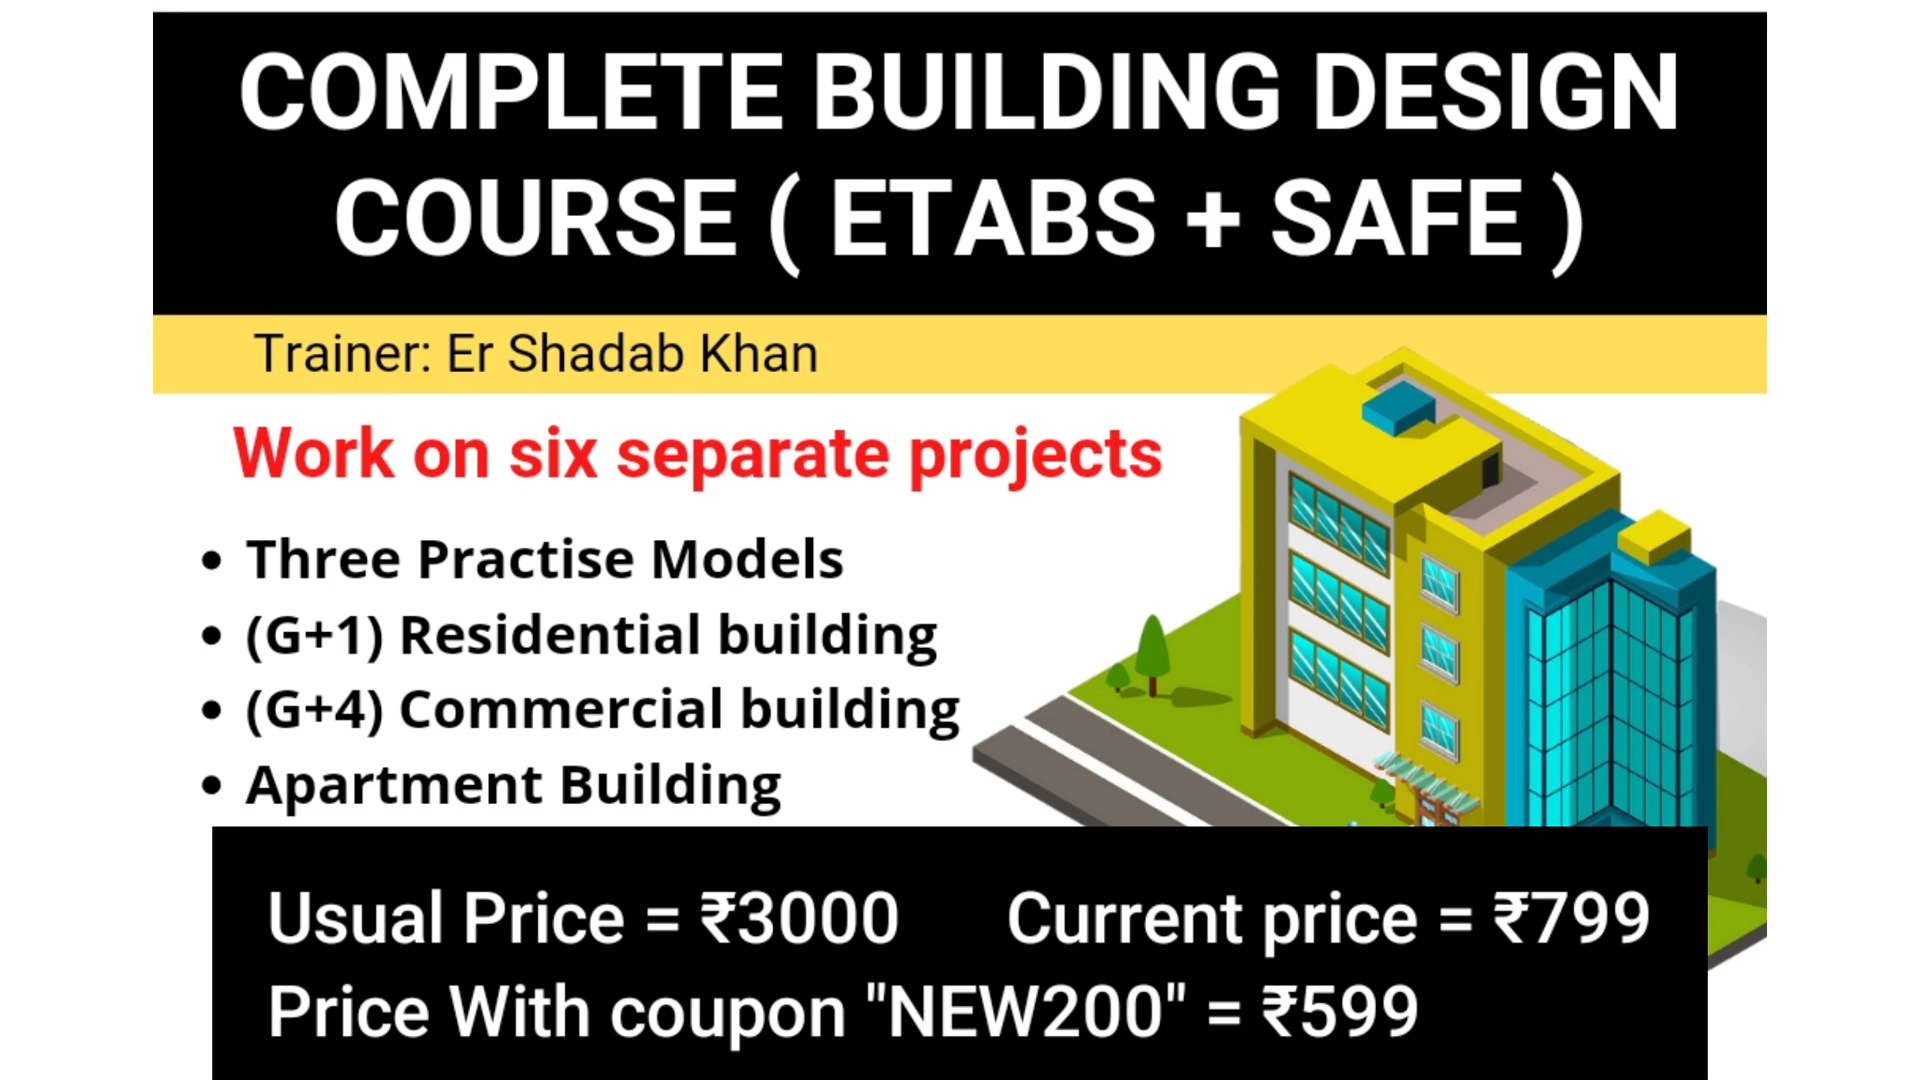 COMPLETE BUILDING DESIGN
COURSE ( ETABS + SAFE )
Trainer: Er Shadab Khan
Work on six separate projects
• Three Practise Models
• (G+1) Residential building
• (G+4) Commercial building
• Apartment Building
Usual Price = ₹3000 Current price = ₹799
Price With coupon "NEW200" = ₹599